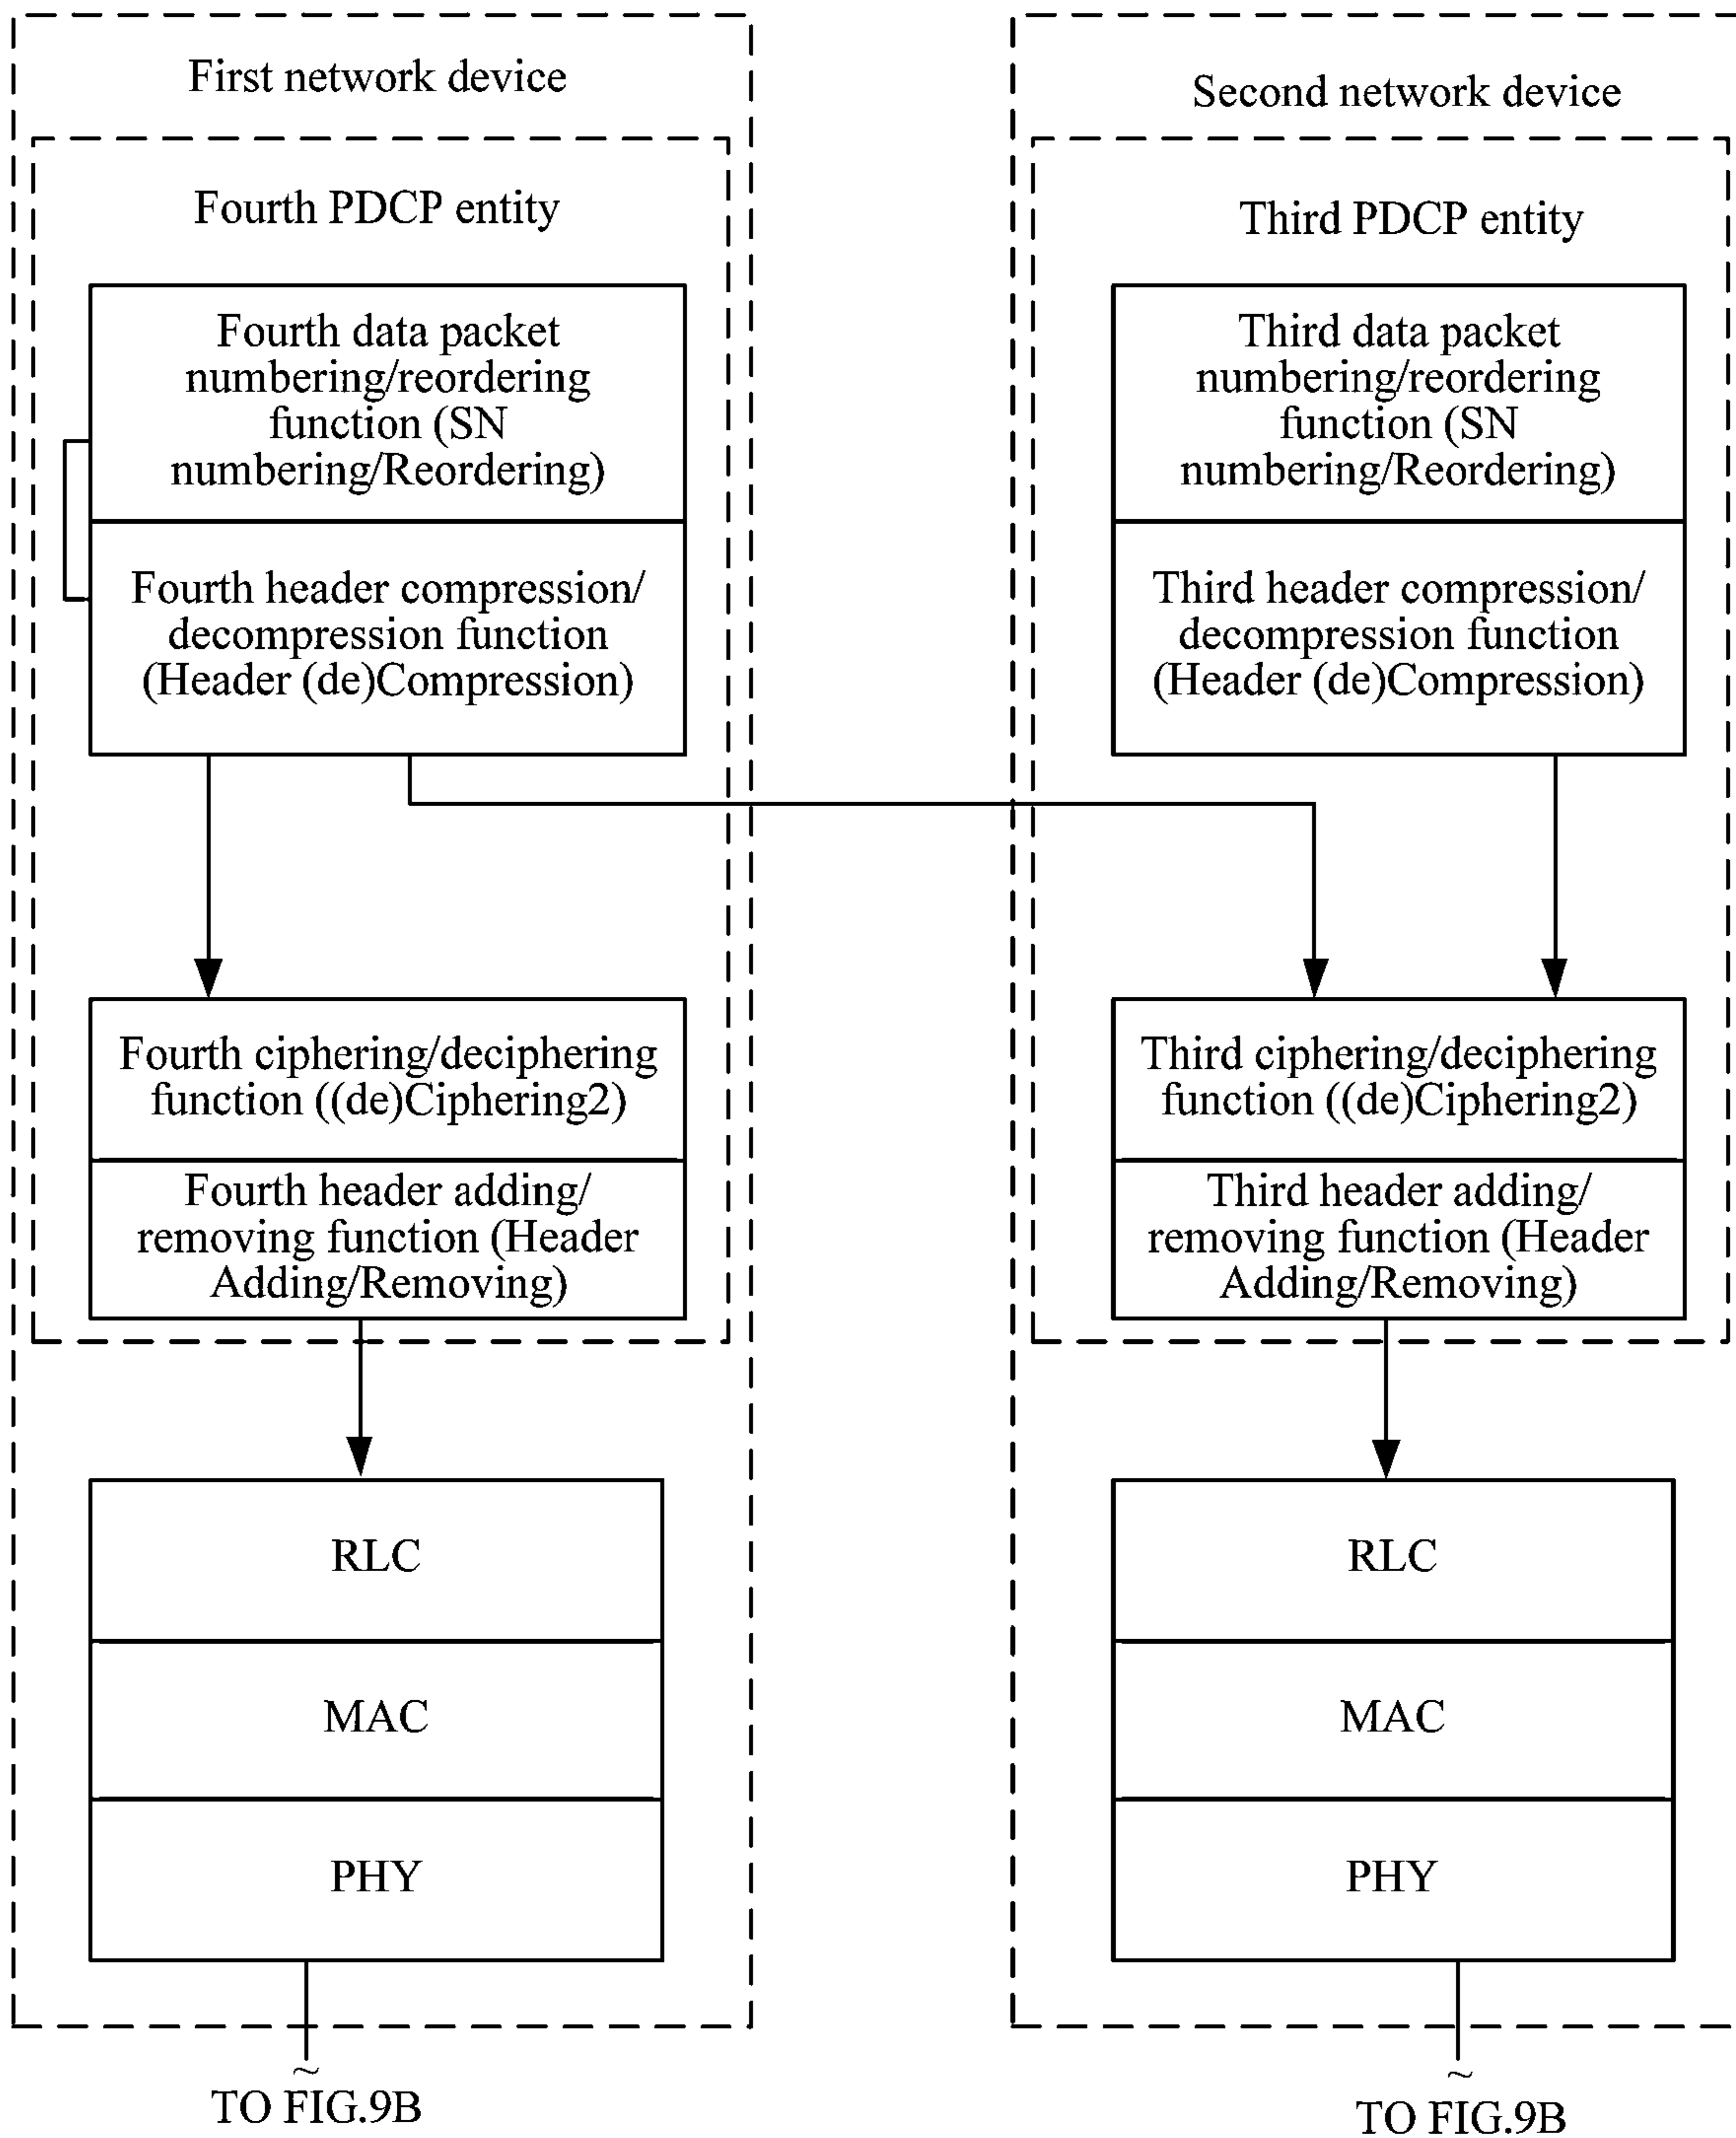 First network device
Fourth PDCP entity
Fourth data packet
numbering/reordering
function (SN
numbering/Reordering)
Fourth header compression/
decompression function
(Header (de)Compression)
Fourth ciphering/deciphering
function ((de)Ciphering2)
Fourth header adding/
removing function (Header
Adding/Removing)
RLC
MAC
PHY
~
TO FIG.9B
Second network device
Third PDCP entity
Third data packet
numbering/reordering
function (SN
numbering/Reordering)
Third header compression/
decompression function
(Header (de)Compression)
Third ciphering/deciphering
function ((de)Ciphering2)
Third header adding/
removing function (Header
Adding/Removing)
RLC
MAC
PHY
~
TO FIG.9B